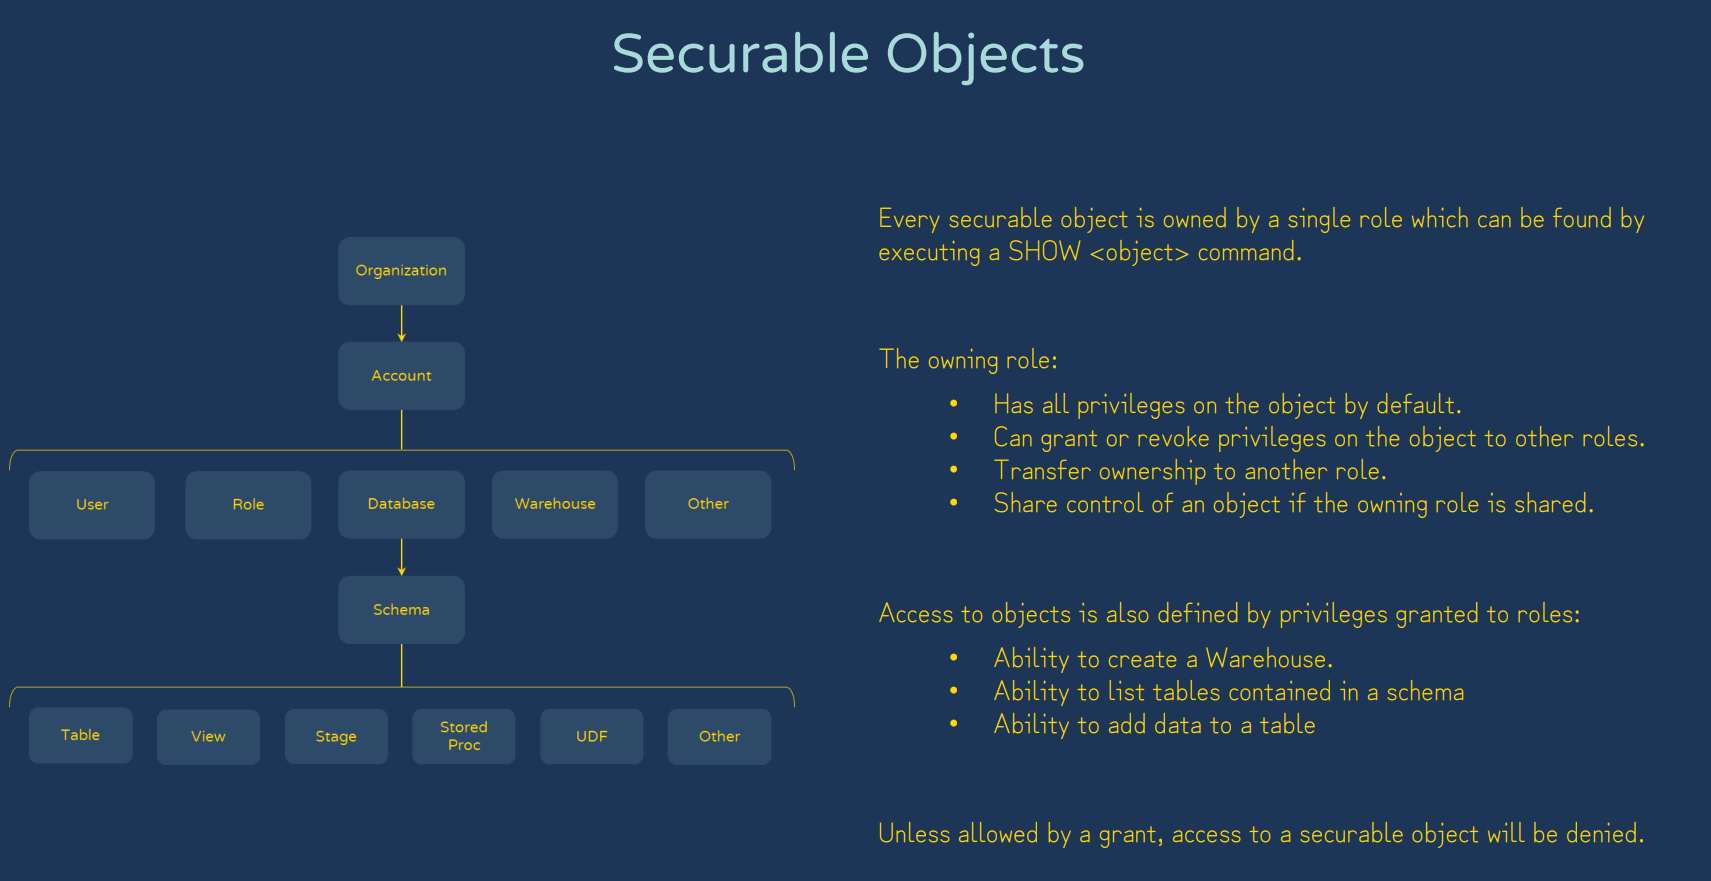 Securable Objects
Organization
Account
User
Role
Database
Warehouse
Other
Schema
Table
View
Stage
Stored
Proc
UDF
Other
Every securable object is owned by a single role which can be found by
executing a SHOW <object> command.
The owning role:
• Has all privileges on the object by default.
• Can grant or revoke privileges on the object to other roles.
• Transfer ownership to another role.
• Share control of an object if the owning role is shared.
Access to objects is also defined by privileges granted to roles:
• Ability to create a Warehouse.
• Ability to list tables contained in a schema
• Ability to add data to a table
Unless allowed by a grant, access to a securable object will be denied.